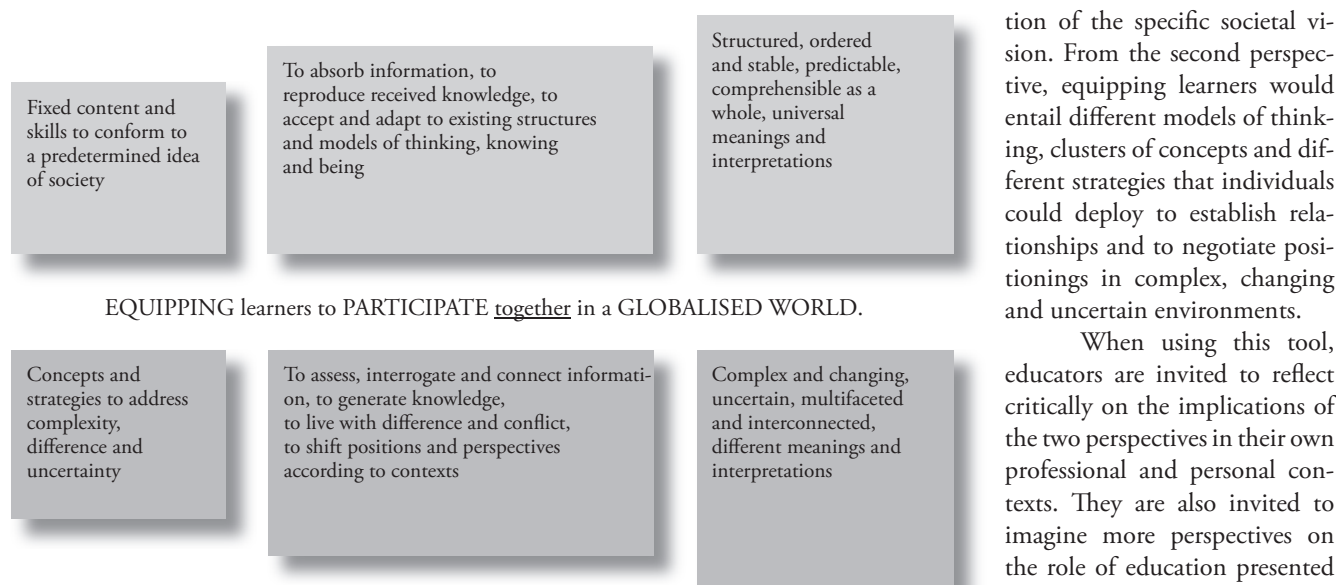 Fixed content and
skills to conform to
a predetermined idea
of society
To absorb information, to
reproduce received knowledge, to
accept and adapt to existing structures
and models of thinking, knowing
and being
Structured, ordered
and stable, predictable,
comprehensible as a
whole, universal
meanings and
interpretations
EQUIPPING learners to PARTICIPATE together in a GLOBALISED WORLD.
Concepts and
strategies to address
complexity,
difference and
uncertainty
To assess, interrogate and connect informati-
on, to generate knowledge,
to live with difference and conflict,
to shift positions and perspectives
according to contexts
Complex and changing,
uncertain, multifaceted
and interconnected,
different meanings and
interpretations
tion of the specific societal vi-
sion. From the second perspec-
tive, equipping learners would
entail different models of think-
ing, clusters of concepts and dif-
ferent strategies that individuals
could deploy to establish rela-
tionships and to negotiate posi-
tionings in complex, changing
and uncertain environments.
When using this tool,
educators are invited to reflect
critically on the implications of
the two perspectives in their own
professional and personal con-
texts. They are also invited to
imagine more perspectives on
the role of education presented